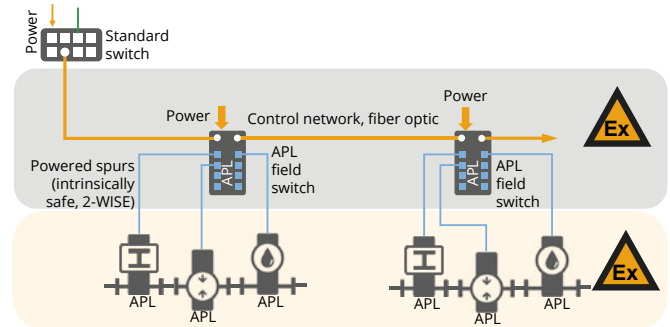 Power
Standard
switch
Power
Control network, fiber optic
Power
Ex
Powered spurs
(intrinsically
safe, 2-WISE)
APL
APL
field
switch
APL
APL
field
switch
Ex
APL
APL
APL
APL
APL
APL